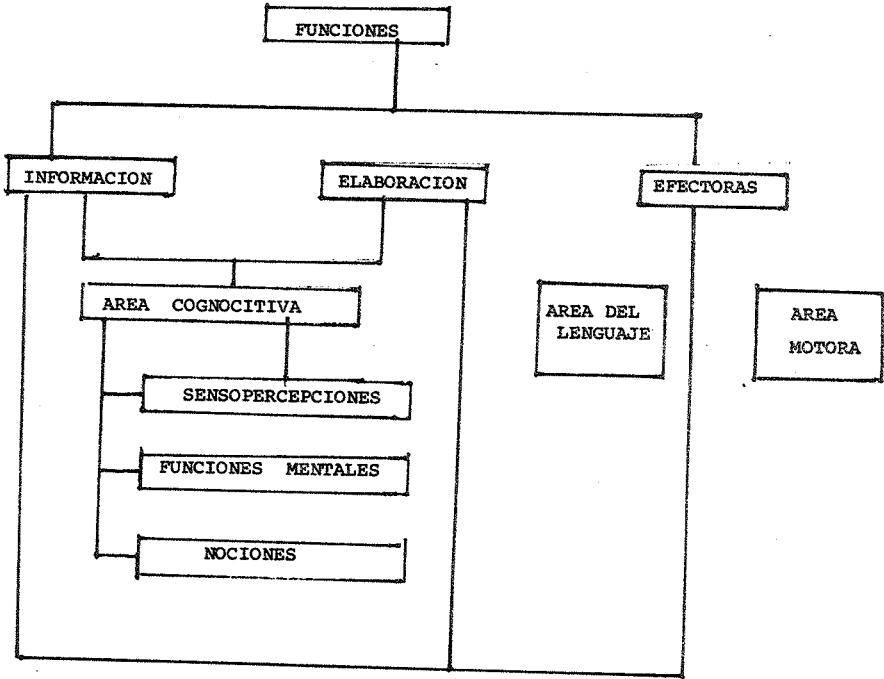 FUNCIONES
INFORMACION
ELABORACION
EFECTORAS
AREA COGNOCITIVA
AREA DEL
LENGUAJE
AREA
MOTORA
SENSOPERCEPCIONES
FUNCIONES MENTALES
NOCIONES